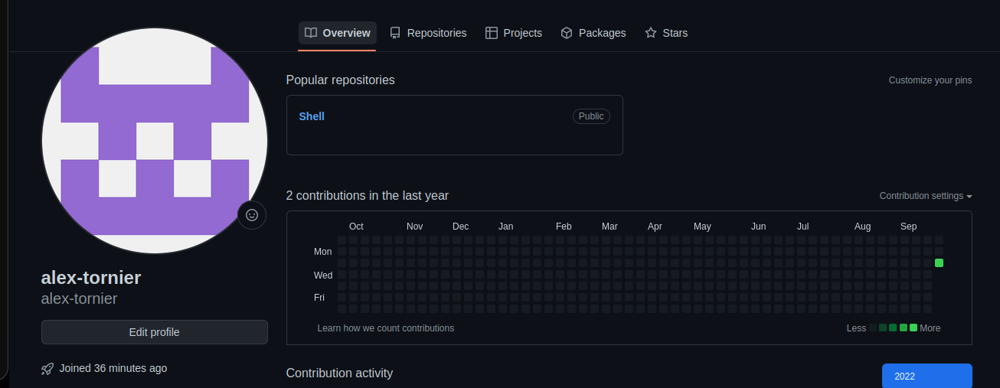 Overview Repositories Projects Packages Stars
Popular repositories Customize your pins
Shell Public
2 contributions in the last year Contribution settings
Oct Nov Dec Jan Feb Mar Apr May Jun Jul Aug Sep
Mon
Wed
Fri
Learn how we count contributions Less More
Contribution activity 2022
alex-tornier
alex-tornier
Edit profile
Joined 36 minutes ago